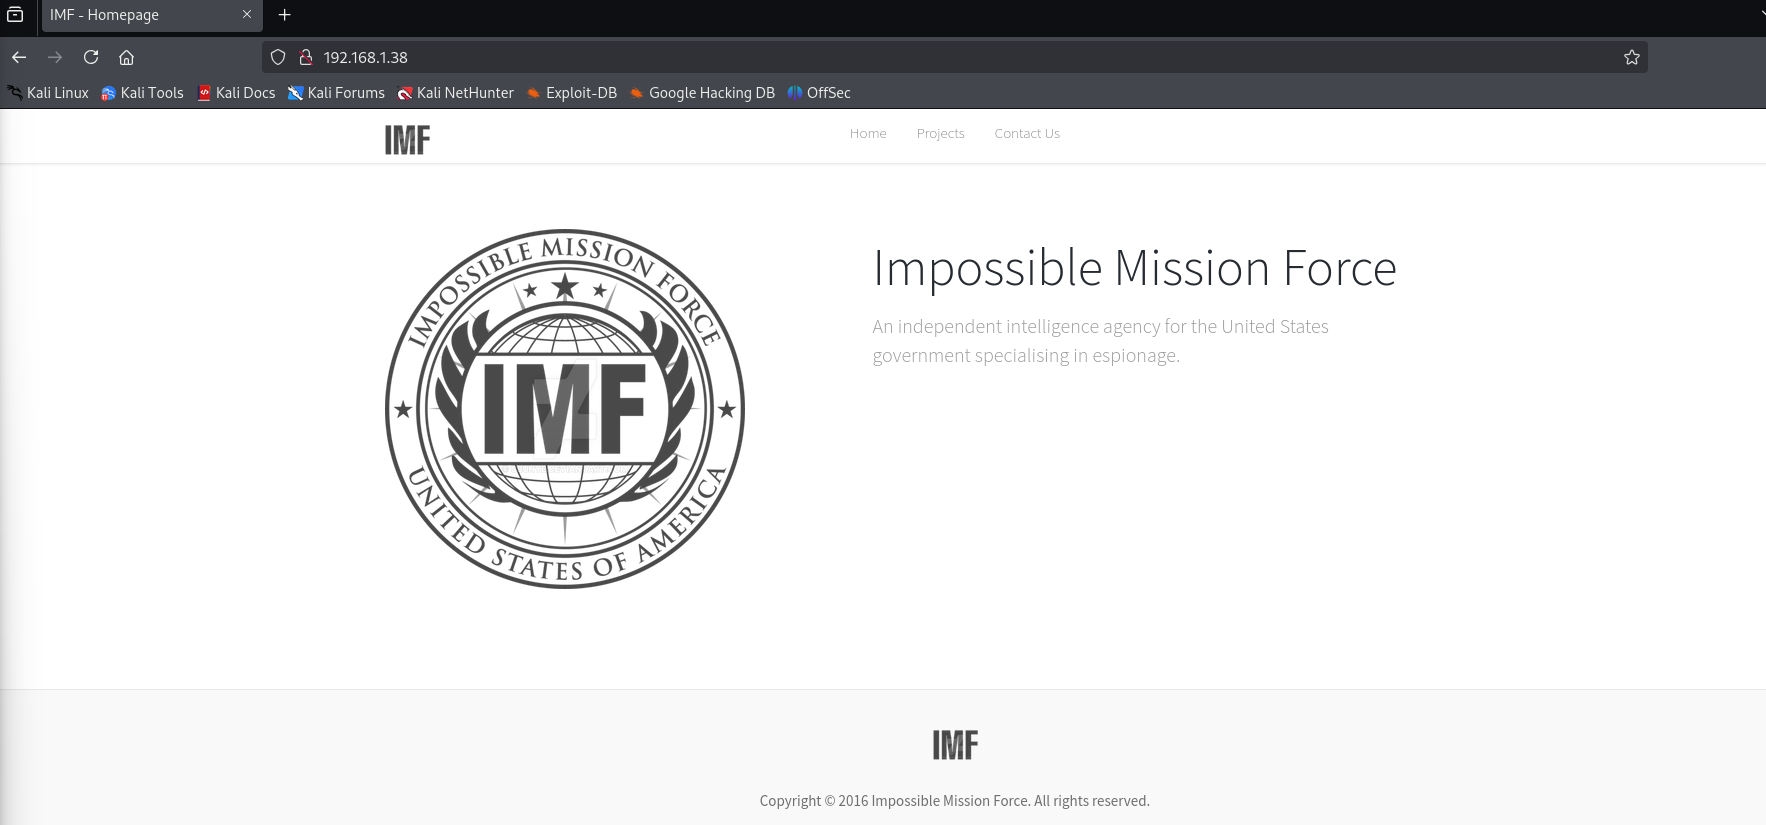 IMF - Homepage
192.168.1.38
Kali Linux Kali Tools Kali Docs Kali Forums Kali NetHunter Exploit-DB Google Hacking DB OffSec
IMF Home Projects Contact Us
IMPOSSIBLE MISSION FORCE
IMF
UNITED STATES OF AMERICA
Impossible Mission Force
An independent intelligence agency for the United States
government specialising in espionage.
IMF
Copyright © 2016 Impossible Mission Force. All rights reserved.